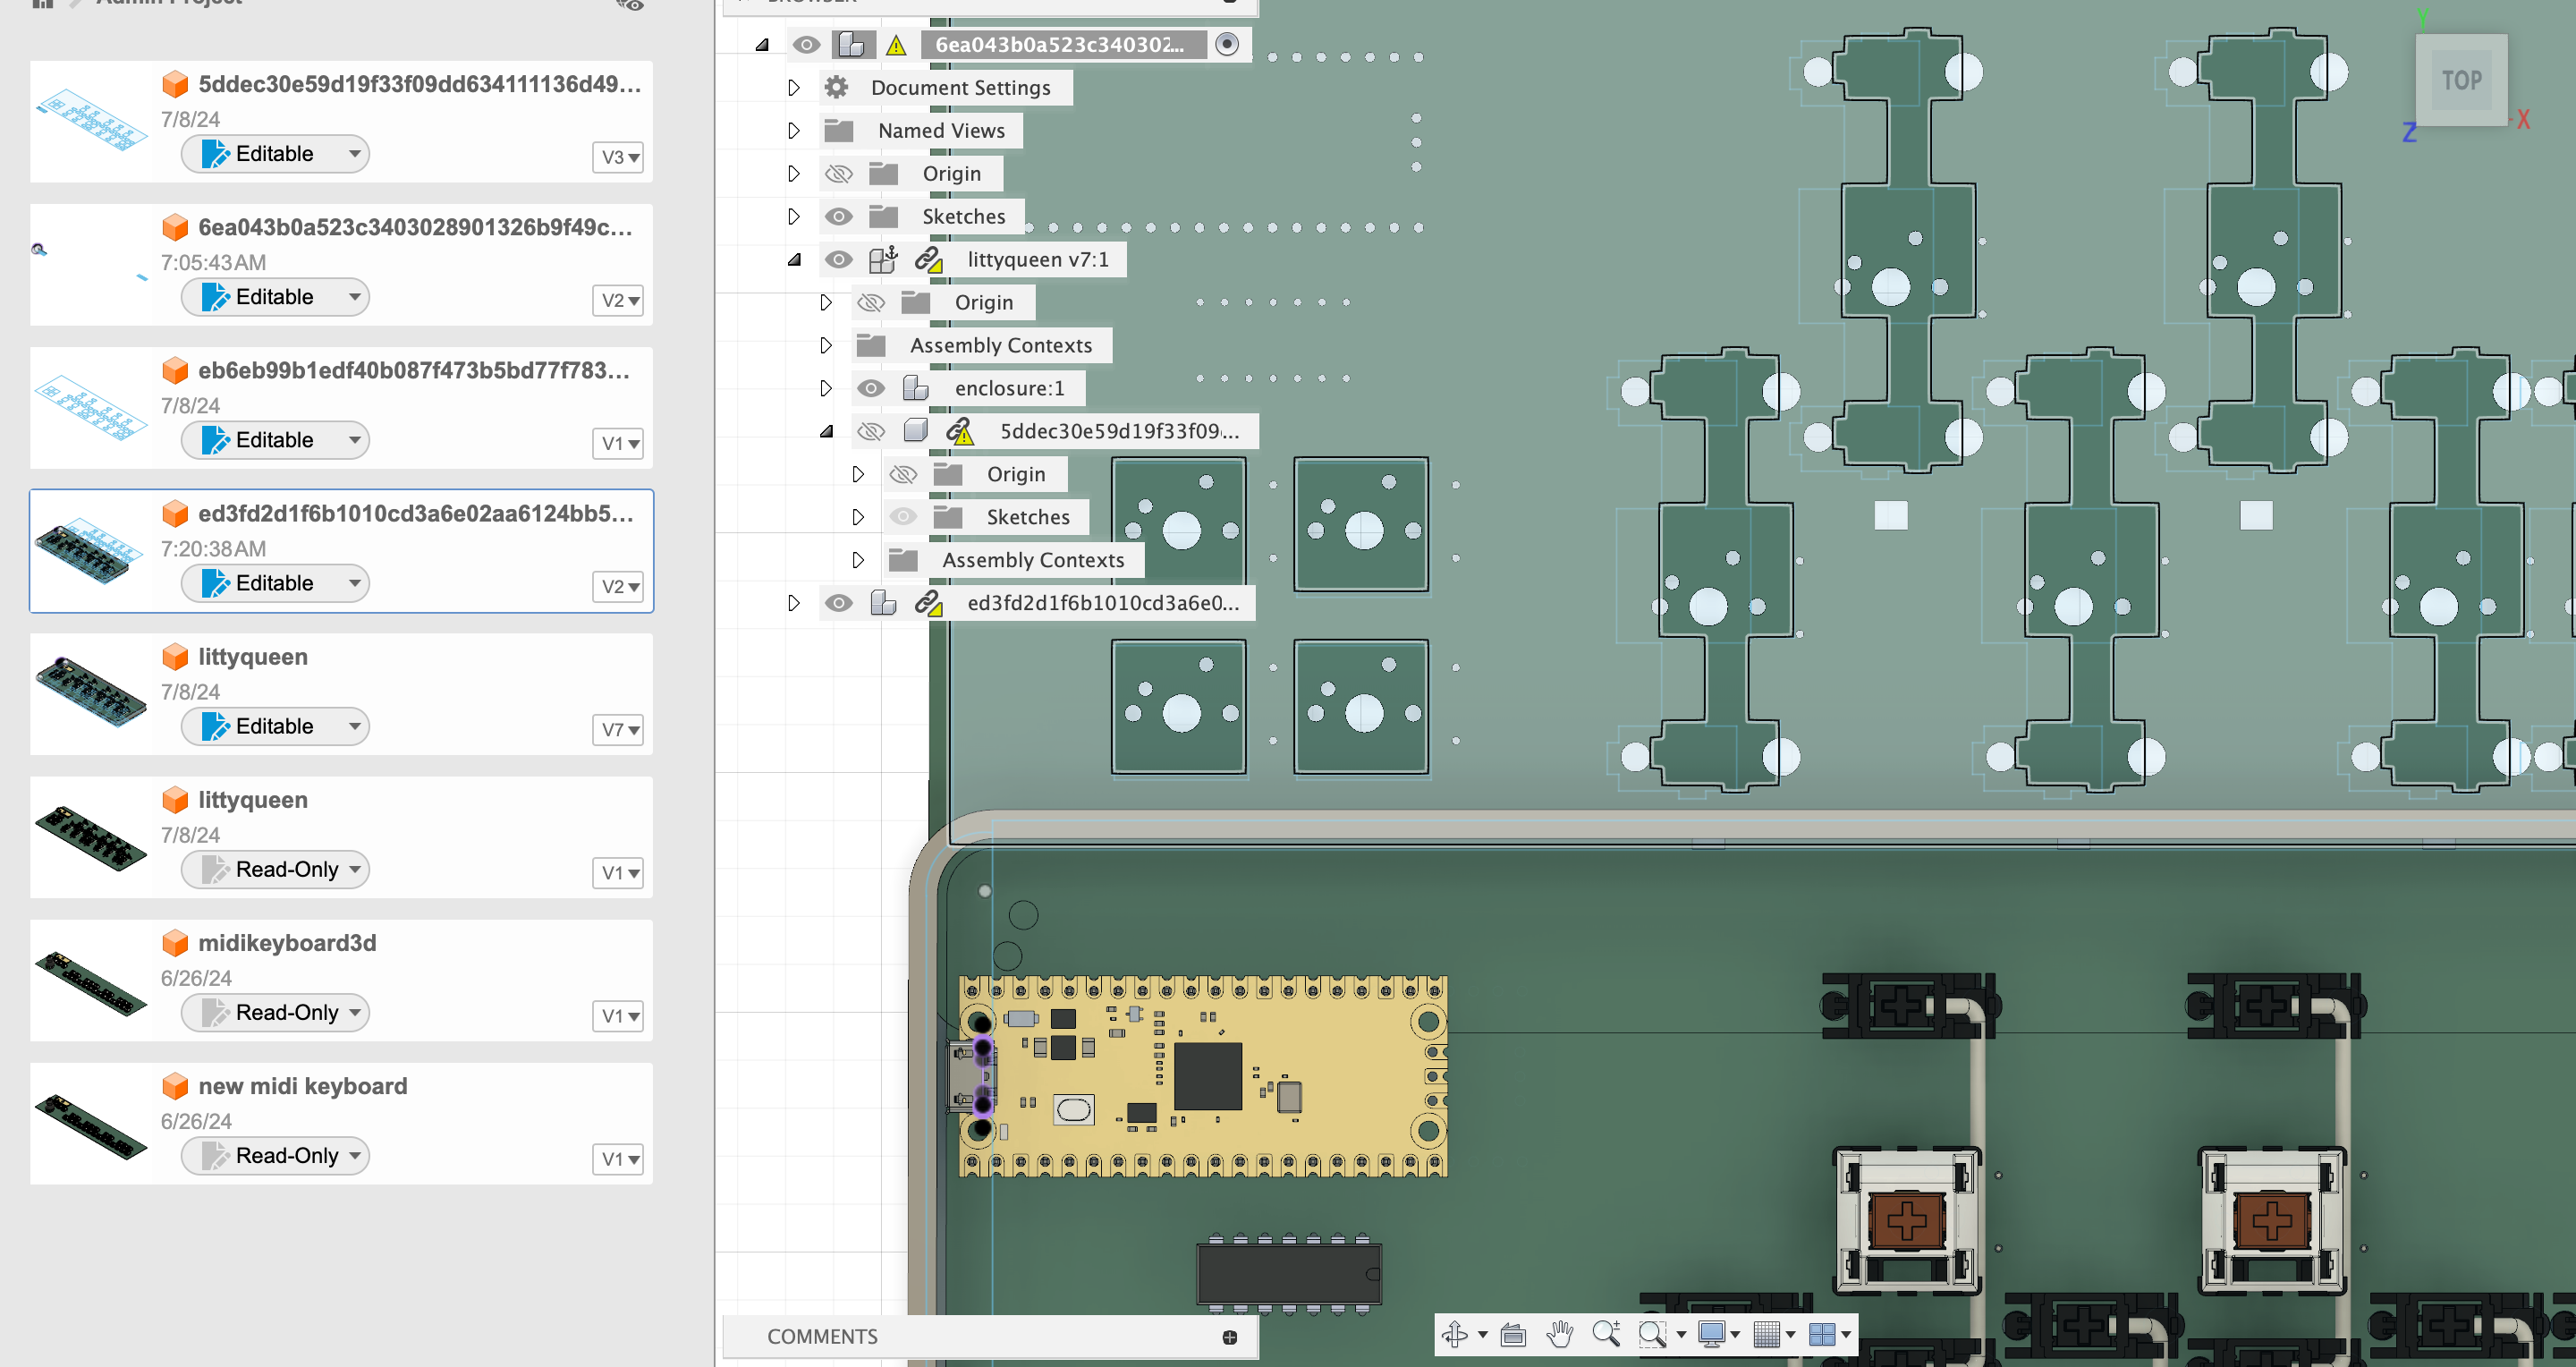 Admin Project
5ddec30e59d19f33f09dd634111136d49...
7/8/24
Editable
V3
6ea043b0a523c3403028901326b9f49c...
7:05:43 AM
Editable
V2
eb6eb99b1edf40b087f473b5bd77f783...
7/8/24
Editable
V1
ed3fd2d1f6b1010cd3a6e02aa6124bb5...
7:20:38 AM
Editable
V2
littyqueen
7/8/24
Editable
V7
littyqueen
7/8/24
Read-Only
V1
midikeyboard3d
6/26/24
Read-Only
V1
new midi keyboard
6/26/24
Read-Only
V1
BROWSER
6ea043b0a523c340302...
Document Settings
Named Views
Origin
Sketches
littyqueen v7:1
Origin
Assembly Contexts
enclosure:1
5ddec30e59d19f33f09...
Origin
Sketches
Assembly Contexts
ed3fd2d1f6b1010cd3a6e0...
COMMENTS
Y
TOP
X
Z